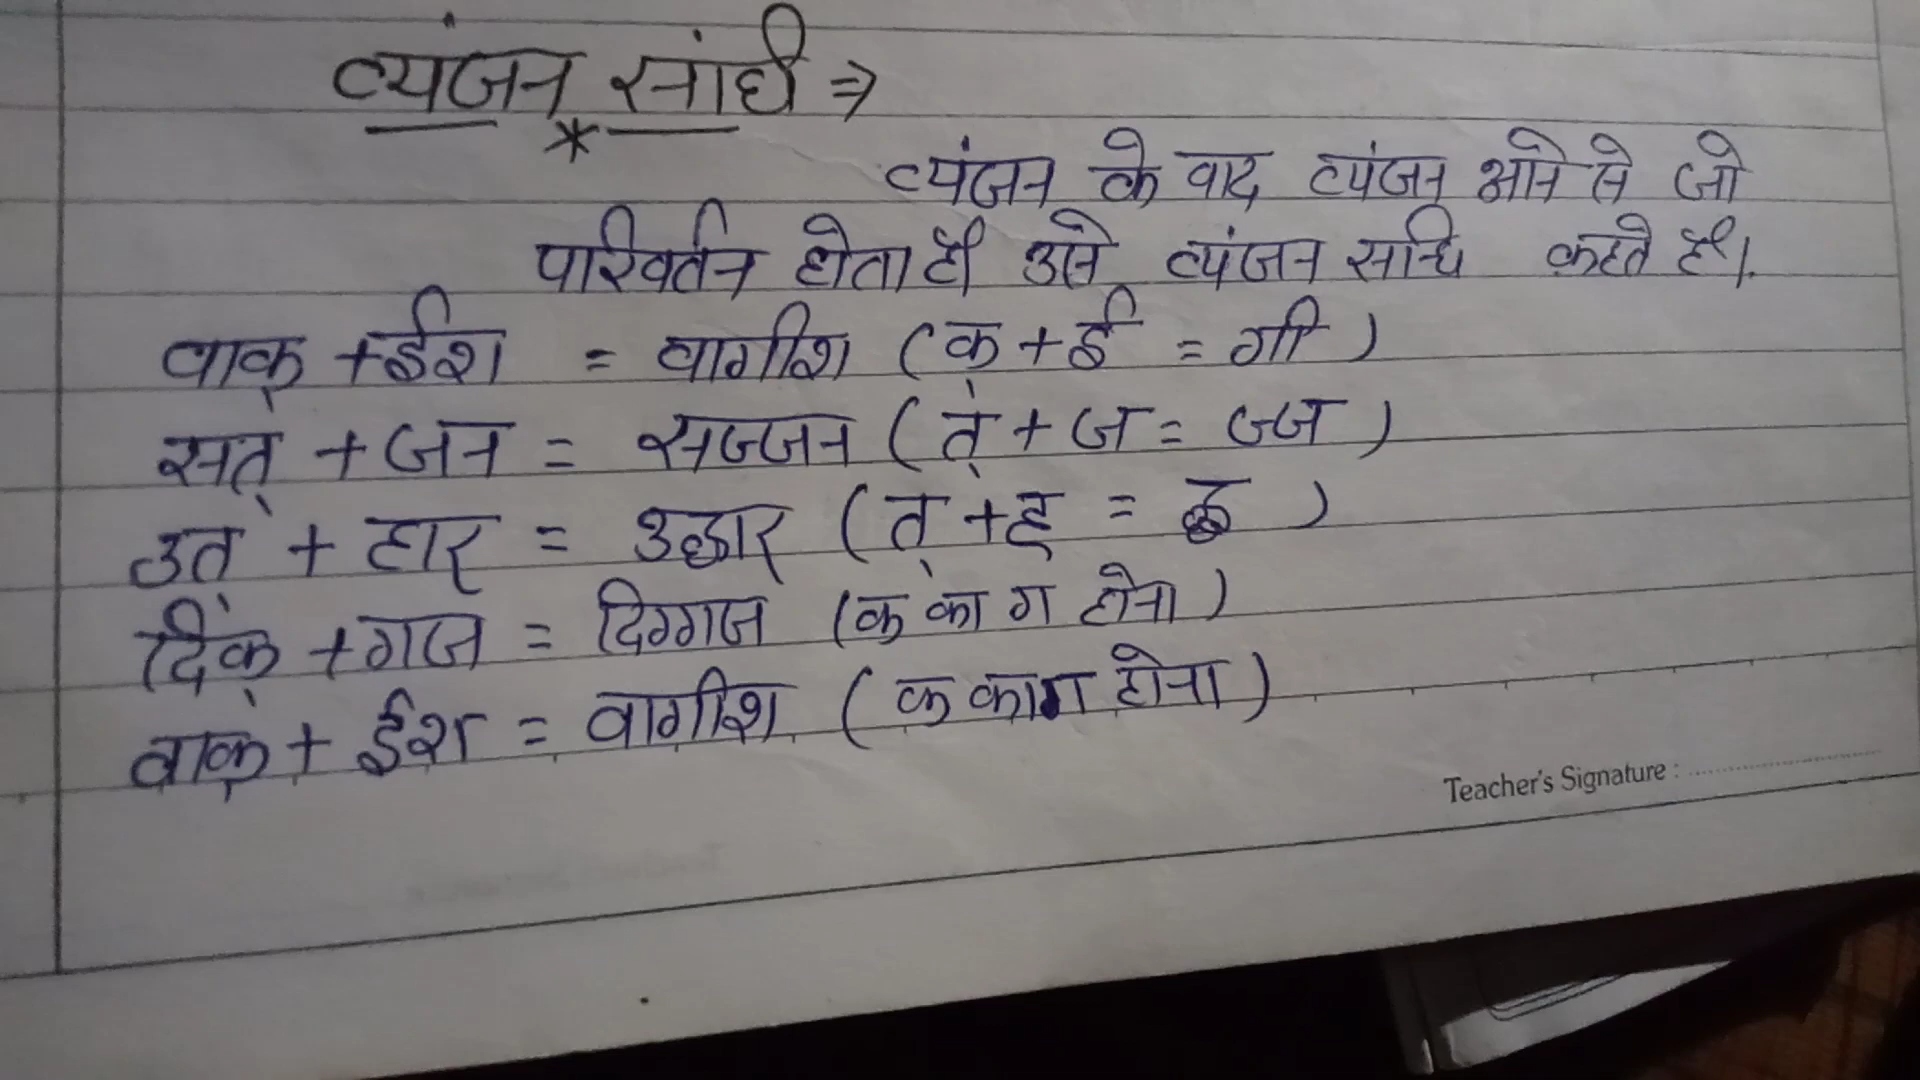 व्यंजन संाधी ⇒
*
व्यंजन के वाद व्यंजन आने से जो
पारिवर्तन होता है उसे व्यंजन सन्धि कहते है।
वाक् + ईश = वागीश (क् + ई = गी)
सत् + जन = सज्जन (त् + ज = ज्ज)
उत् + हार = उद्धार (त् + ह = द्ध)
दिक् + गज = दिग्गज (क् का ग होना)
वाक् + ईश = वागीश (क का ग होना)
Teacher's Signature :